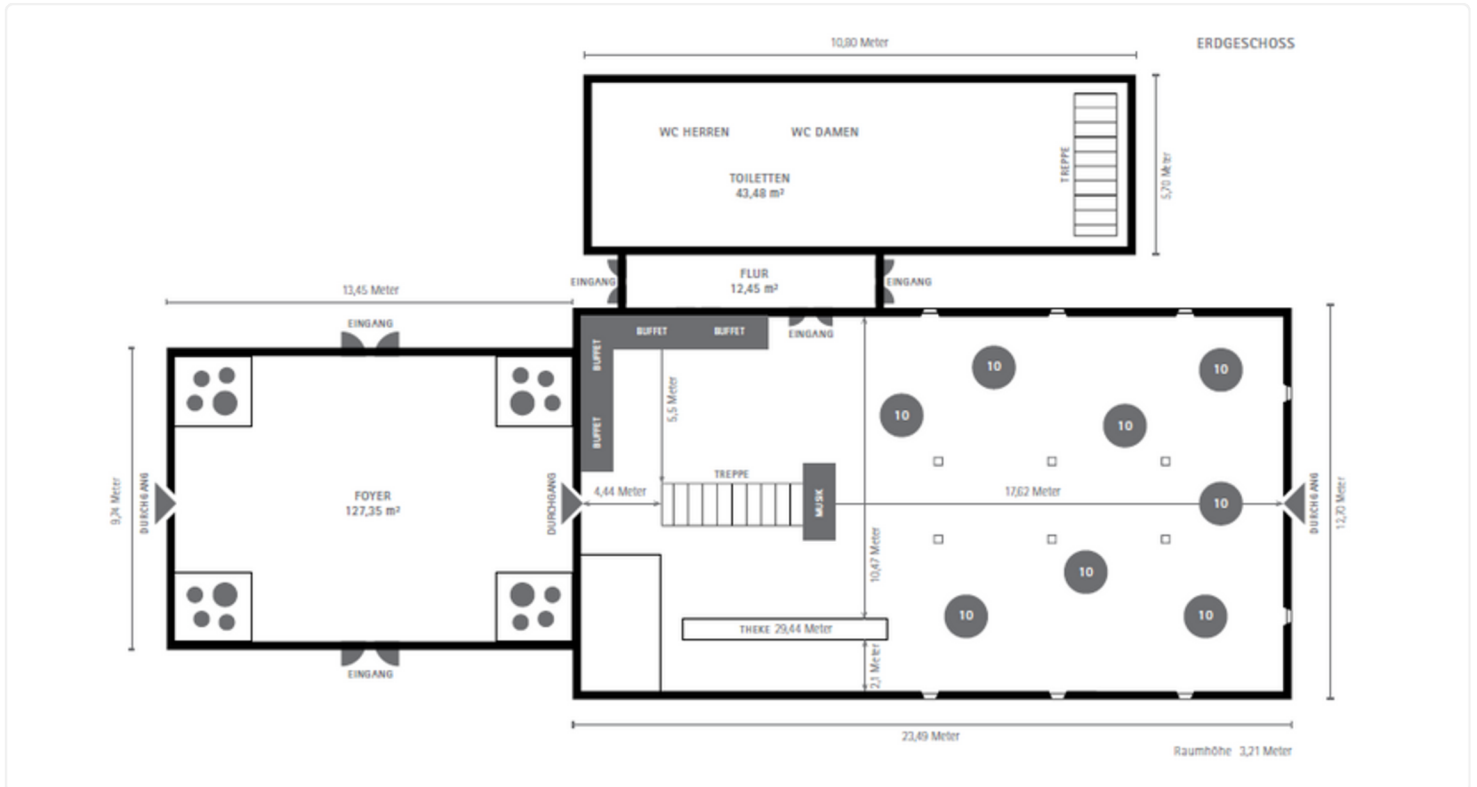 10,80 Meter
ERDGESCHOSS
WC HERREN
WC DAMEN
TREPPE
5,70 Meter
TOILETTEN
43,48 m²
EINGANG
FLUR
12,45 m²
EINGANG
13,45 Meter
EINGANG
BUFFET
BUFFET
EINGANG
BUFFET
BUFFET
10
10
10
10
5,5 Meter
9,74 Meter
DURCHGANG
FOYER
127,35 m²
DURCHGANG
4,44 Meter
TREPPE
MUSIK
17,62 Meter
10
DURCHGANG
12,70 Meter
10,47 Meter
10
10
10
THEKE 29,44 Meter
2,1 Meter
EINGANG
23,49 Meter
Raumhöhe 3,21 Meter